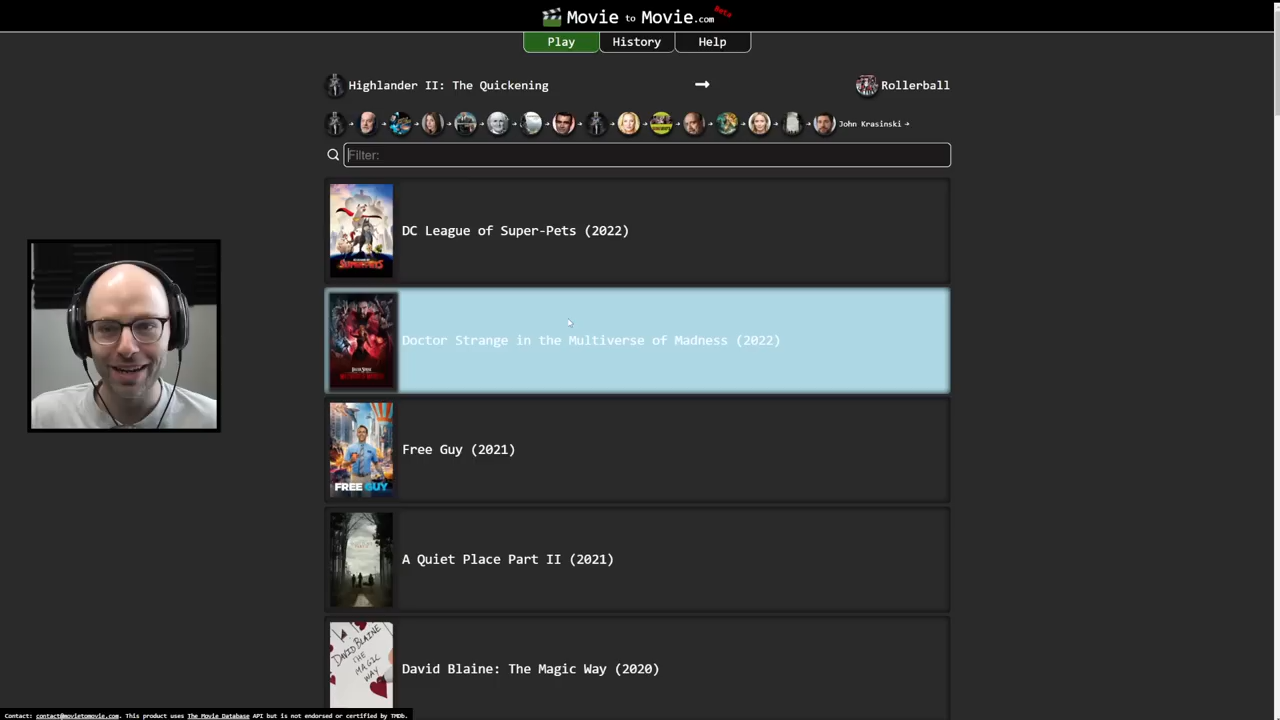 Movie to Movie.com Beta
Play
History
Help
Highlander II: The Quickening
Rollerball
John Krasinski
Filter:
DC League of Super-Pets (2022)
SUPER-PETS
Doctor Strange in the Multiverse of Madness (2022)
Free Guy (2021)
FREE GUY
A Quiet Place Part II (2021)
DAVID BLAINE
THE
MAGIC
WAY
David Blaine: The Magic Way (2020)
Contact: contact@movietomovie.com. This product uses The Movie Database API but is not endorsed or certified by TMDb.